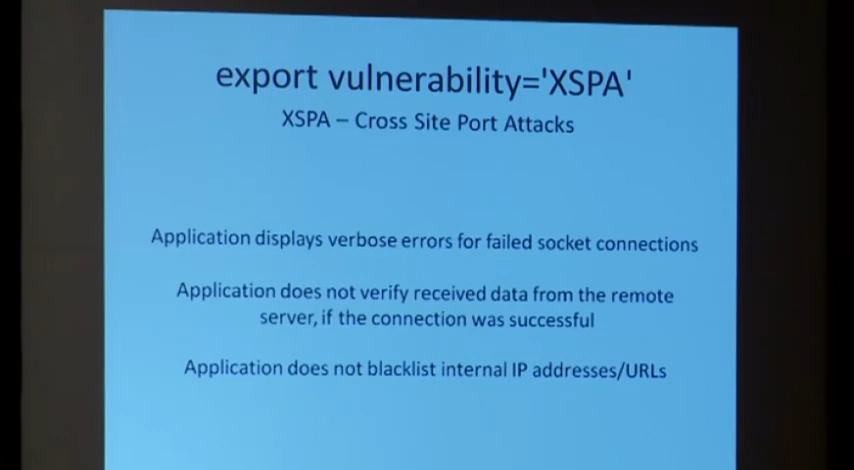 export vulnerability='XSPA'
XSPA – Cross Site Port Attacks
Application displays verbose errors for failed socket connections
Application does not verify received data from the remote
server, if the connection was successful
Application does not blacklist internal IP addresses/URLs